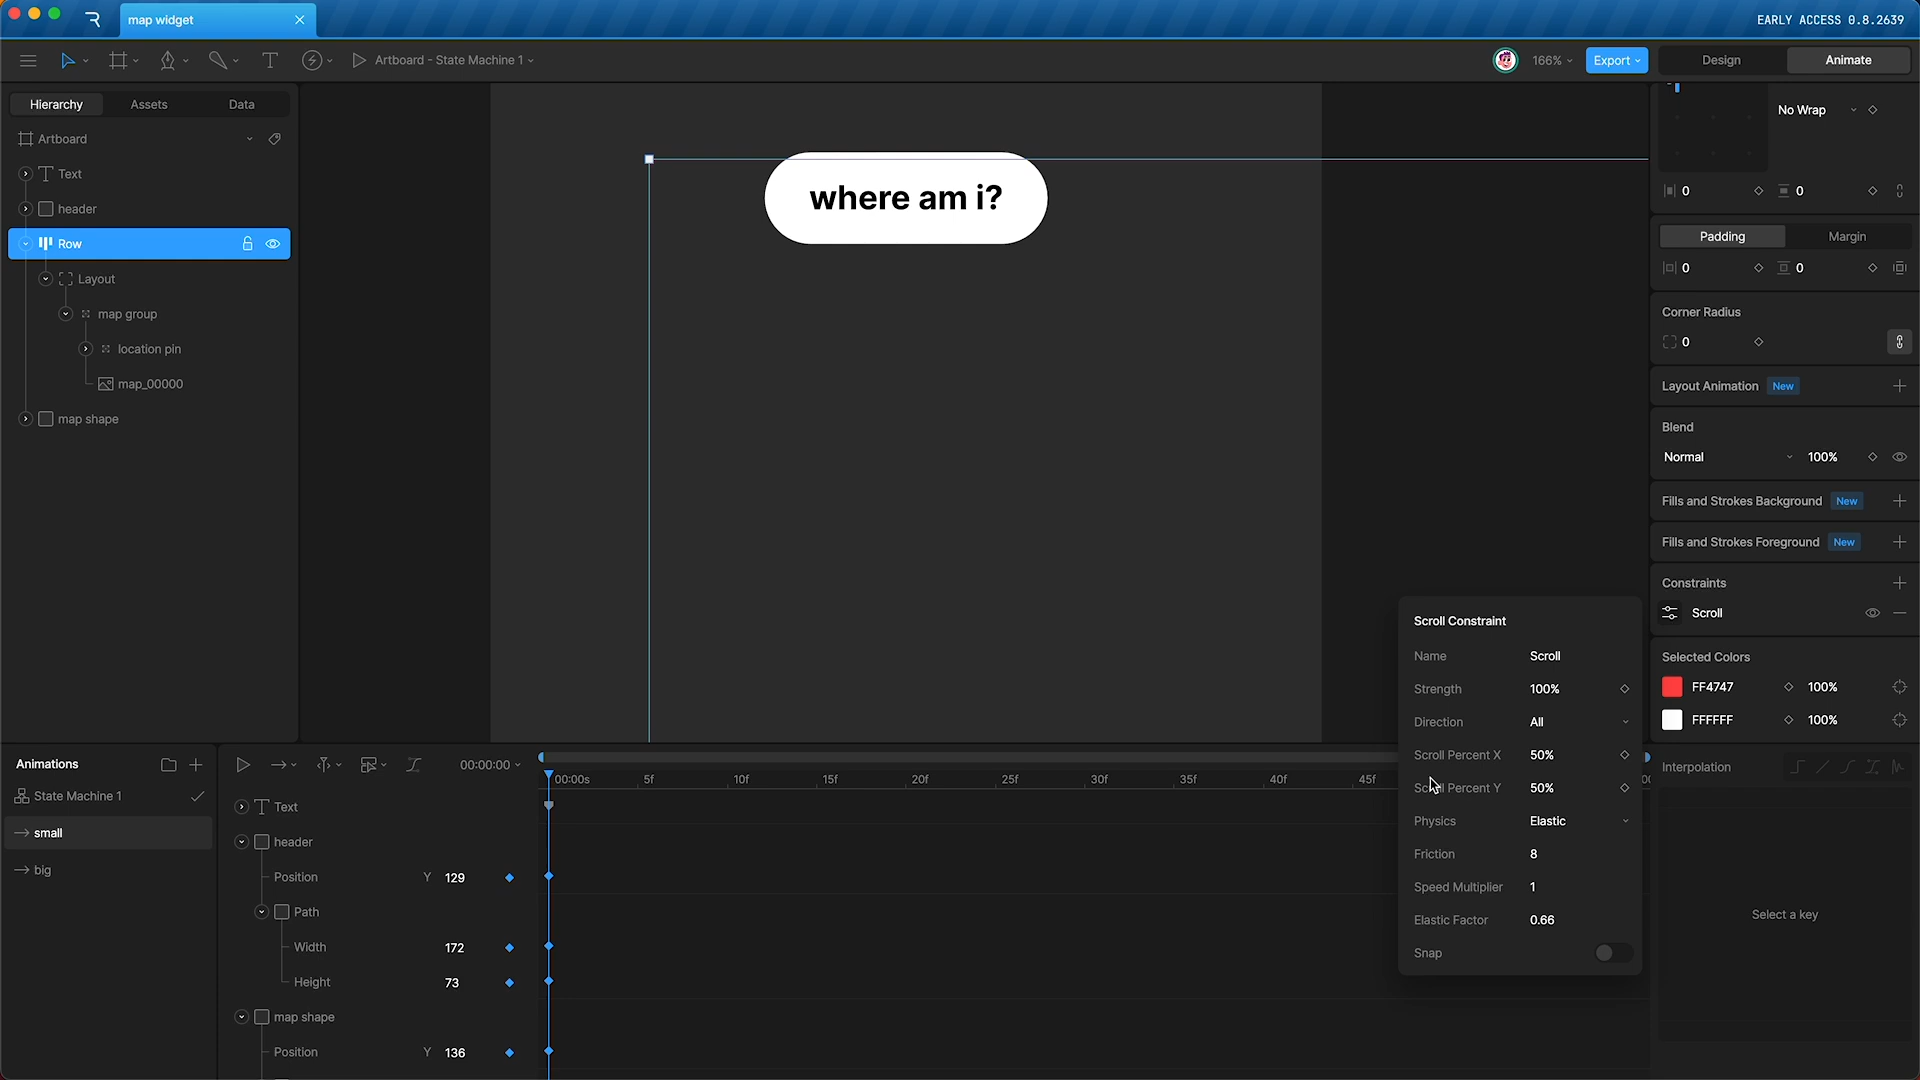 map widget
EARLY ACCESS 0.8.2639
Artboard - State Machine 1
166%
Export
Design
Animate
Hierarchy
Assets
Data
Artboard
Text
header
Row
Layout
map group
location pin
map_00000
map shape
where am i?
No Wrap
0
0
Padding
Margin
0
0
Corner Radius
0
Layout Animation New
Blend
Normal
100%
Fills and Strokes Background New
Fills and Strokes Foreground New
Constraints
Scroll
Selected Colors
FF4747
100%
FFFFFF
100%
Scroll Constraint
Name Scroll
Strength 100%
Direction All
Scroll Percent X 50%
Scroll Percent Y 50%
Physics Elastic
Friction 8
Speed Multiplier 1
Elastic Factor 0.66
Snap
Animations
State Machine 1
small
big
00:00:00
00:00s 5f 10f 15f 20f 25f 30f 35f 40f 45f
Text
header
Position Y 129
Path
Width 172
Height 73
map shape
Position Y 136
Interpolation
Select a key